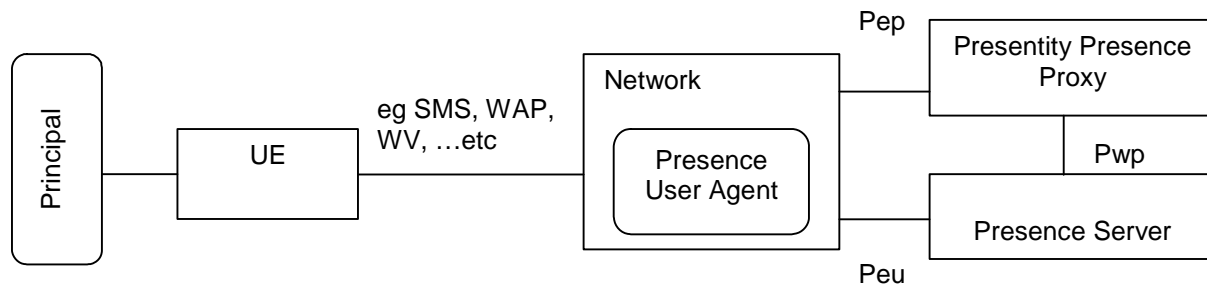 Principal
UE
eg SMS, WAP,
WV, …etc
Network
Presence
User Agent
Pep
Presentity Presence
Proxy
Pwp
Presence Server
Peu